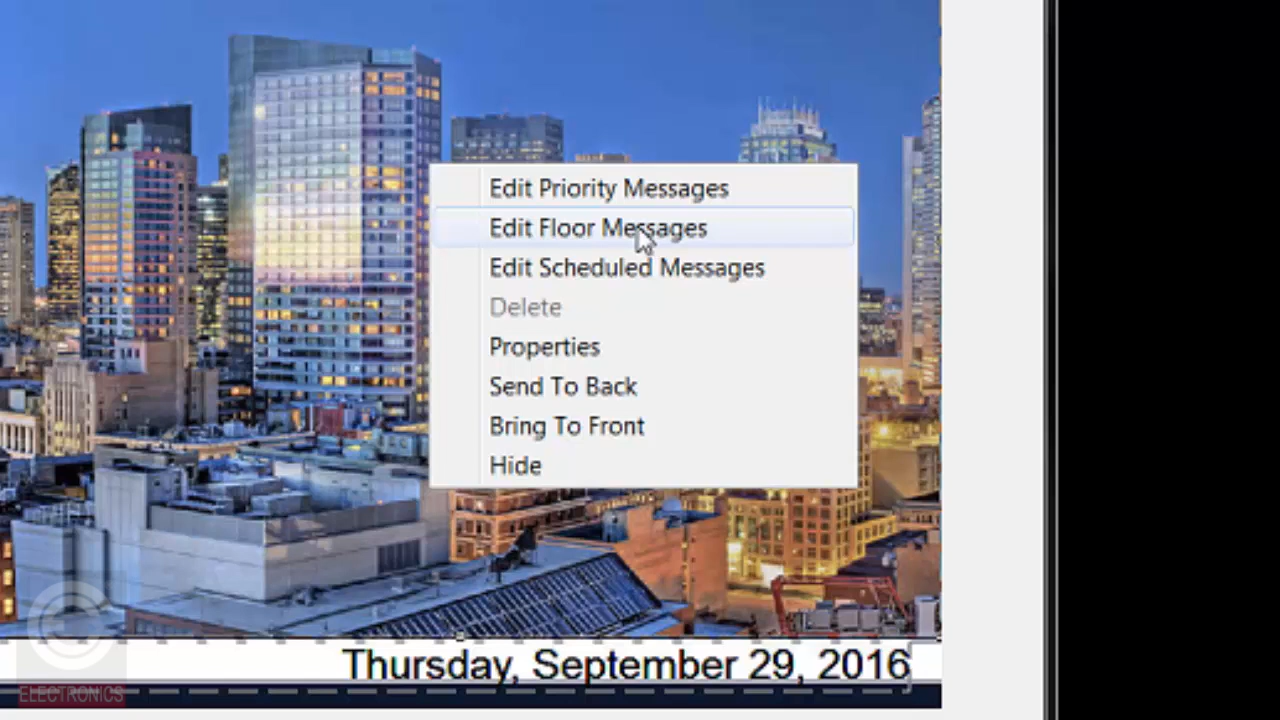 Edit Priority Messages
Edit Floor Messages
Edit Scheduled Messages
Delete
Properties
Send To Back
Bring To Front
Hide
Thursday, September 29, 2016
C
ELECTRONICS